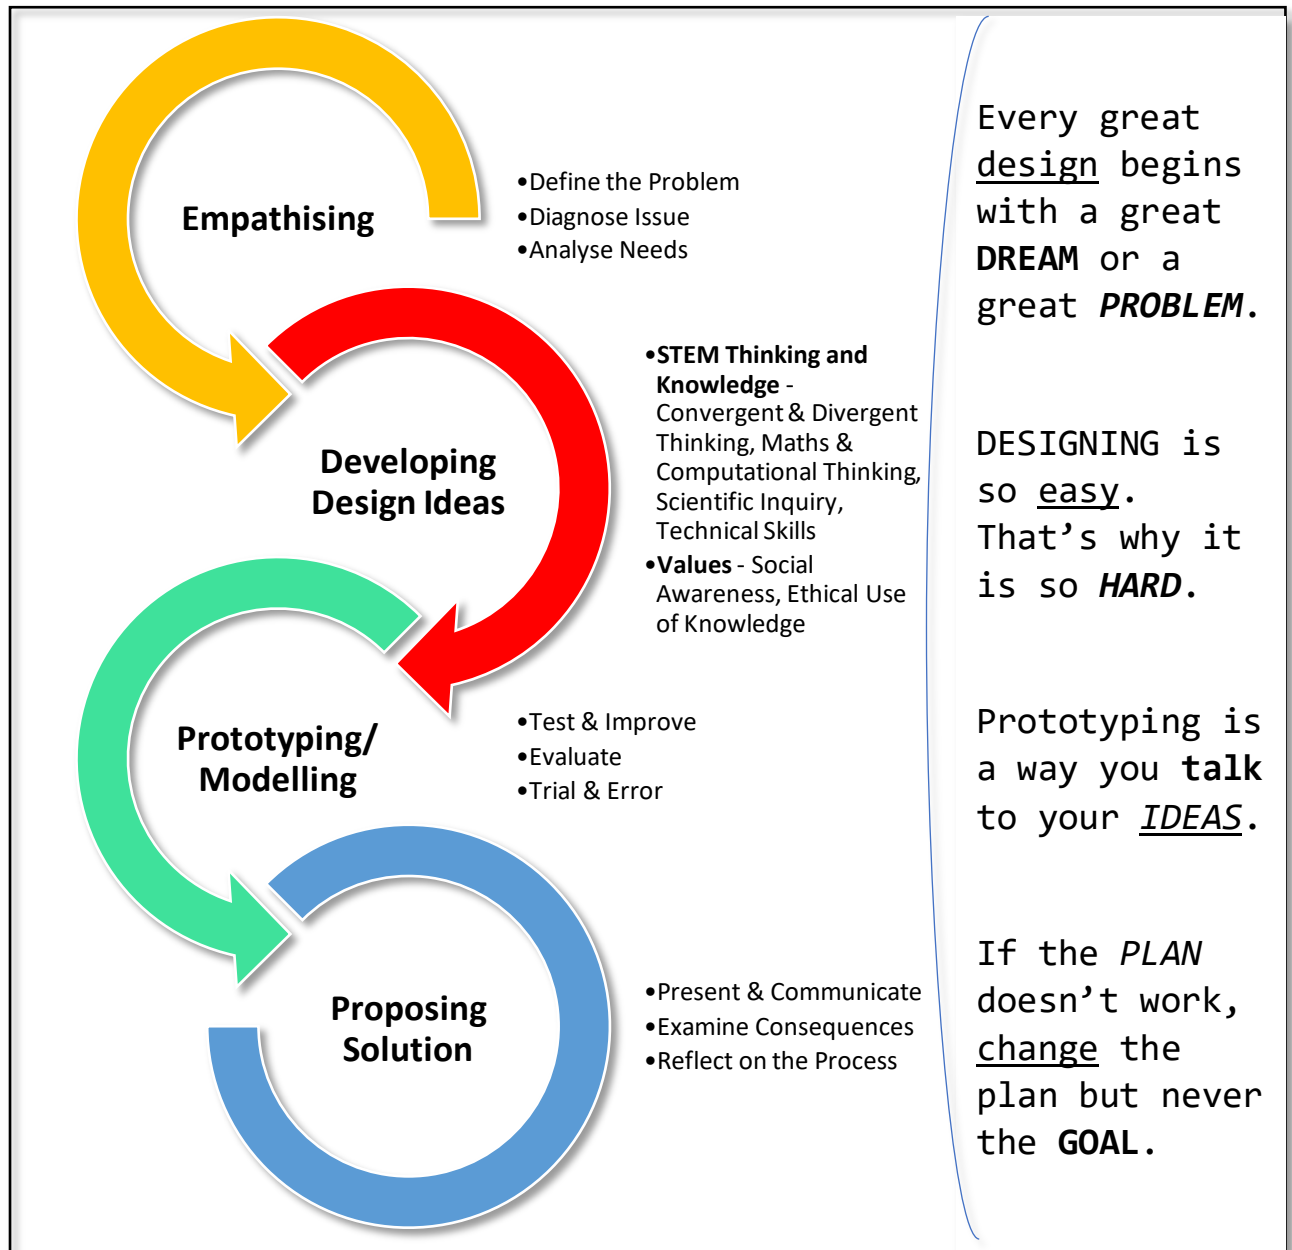 Empathising
•Define the Problem
•Diagnose Issue
•Analyse Needs
Developing
Design Ideas
•STEM Thinking and
Knowledge -
Convergent & Divergent
Thinking, Maths &
Computational Thinking,
Scientific Inquiry,
Technical Skills
•Values - Social
Awareness, Ethical Use
of Knowledge
Prototyping/
Modelling
•Test & Improve
•Evaluate
•Trial & Error
Proposing
Solution
•Present & Communicate
•Examine Consequences
•Reflect on the Process
Every great
design begins
with a great
DREAM or a
great PROBLEM.
DESIGNING is
so easy.
That’s why it
is so HARD.
Prototyping is
a way you talk
to your IDEAS.
If the PLAN
doesn’t work,
change the
plan but never
the GOAL.